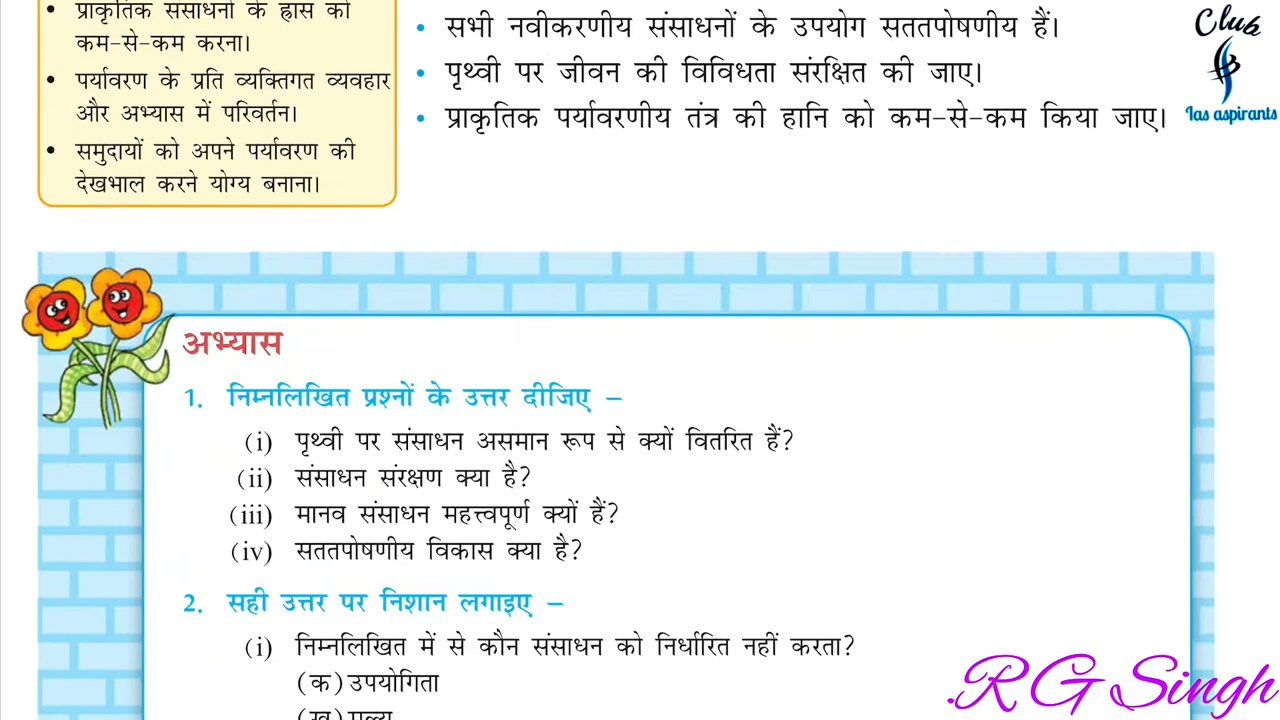 • प्राकृतिक संसाधनों के ह्रास को
कम-से-कम करना।
• पर्यावरण के प्रति व्यक्तिगत व्यवहार
और अभ्यास में परिवर्तन।
• समुदायों को अपने पर्यावरण की
देखभाल करने योग्य बनाना।
• सभी नवीकरणीय संसाधनों के उपयोग सततपोषणीय हैं।
• पृथ्वी पर जीवन की विविधता संरक्षित की जाए।
• प्राकृतिक पर्यावरणीय तंत्र की हानि को कम-से-कम किया जाए।
Club
Ias aspirants
अभ्यास
1. निम्नलिखित प्रश्नों के उत्तर दीजिए –
(i) पृथ्वी पर संसाधन असमान रूप से क्यों वितरित हैं?
(ii) संसाधन संरक्षण क्या है?
(iii) मानव संसाधन महत्त्वपूर्ण क्यों हैं?
(iv) सततपोषणीय विकास क्या है?
2. सही उत्तर पर निशान लगाइए –
(i) निम्नलिखित में से कौन संसाधन को निर्धारित नहीं करता?
(क) उपयोगिता
(ख) मूल्य
.RG Singh